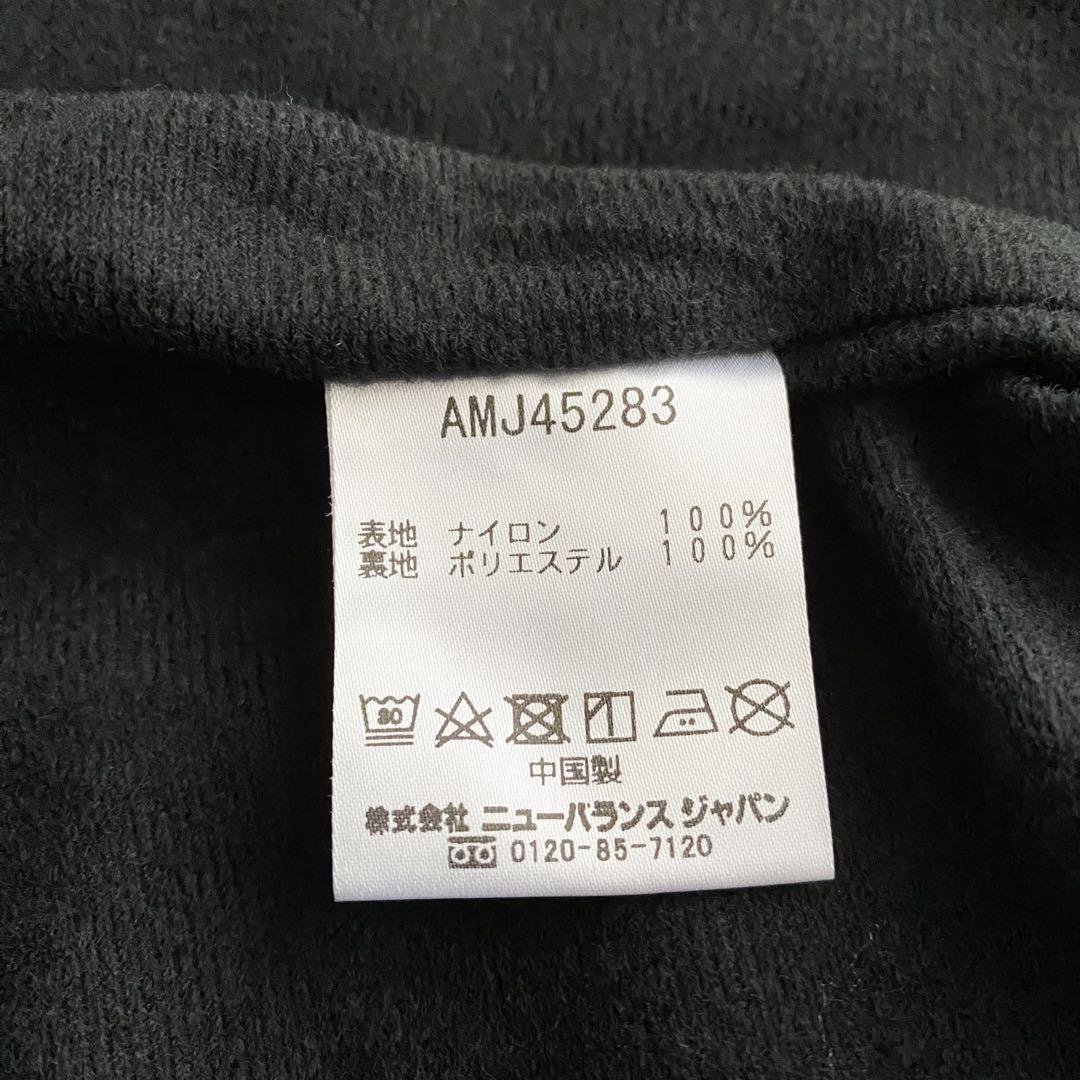 AMJ45283
表地 ナイロン 100%
裏地 ポリエステル 100%
30
中国製
株式会社 ニューバランス ジャパン
0120-85-7120